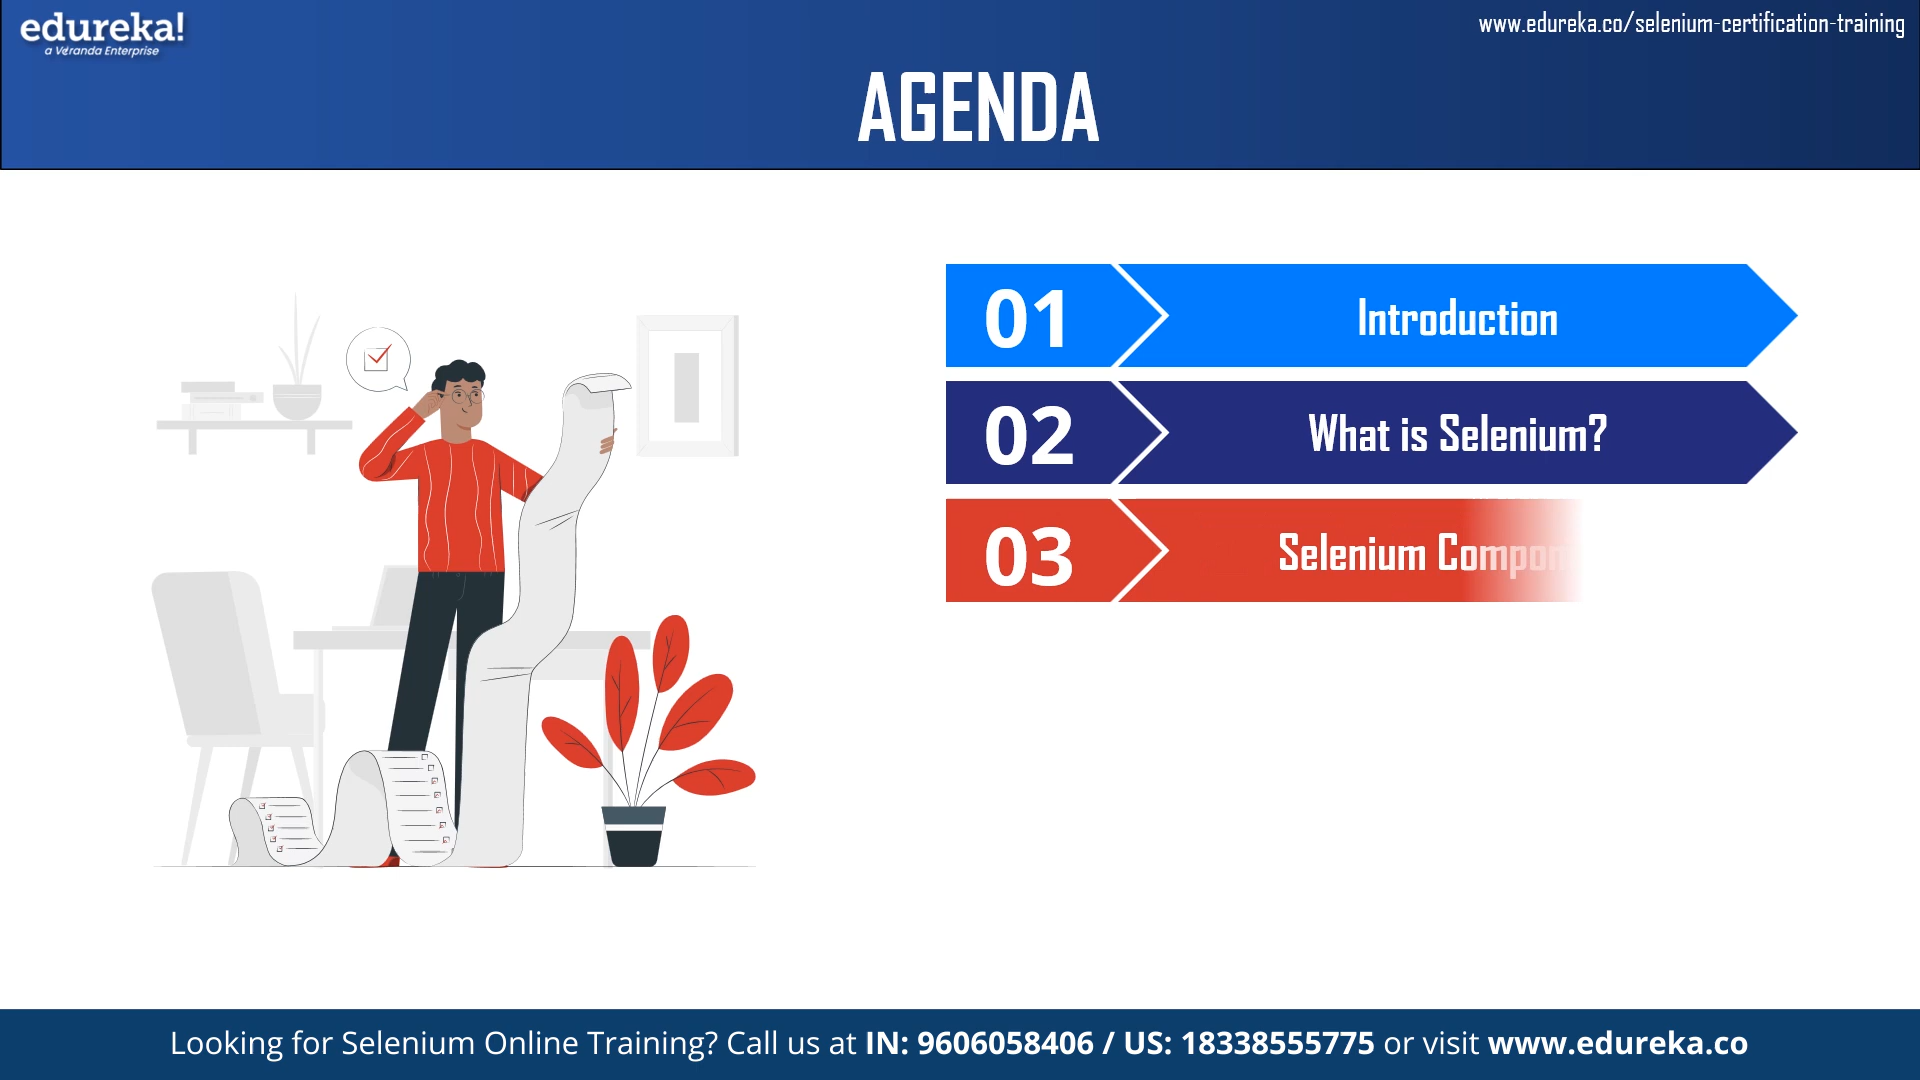 edureka!
a Veranda Enterprise
www.edureka.co/selenium-certification-training
AGENDA
01 Introduction
02 What is Selenium?
03 Selenium
Looking for Selenium Online Training? Call us at IN: 9606058406 / US: 18338555775 or visit www.edureka.co